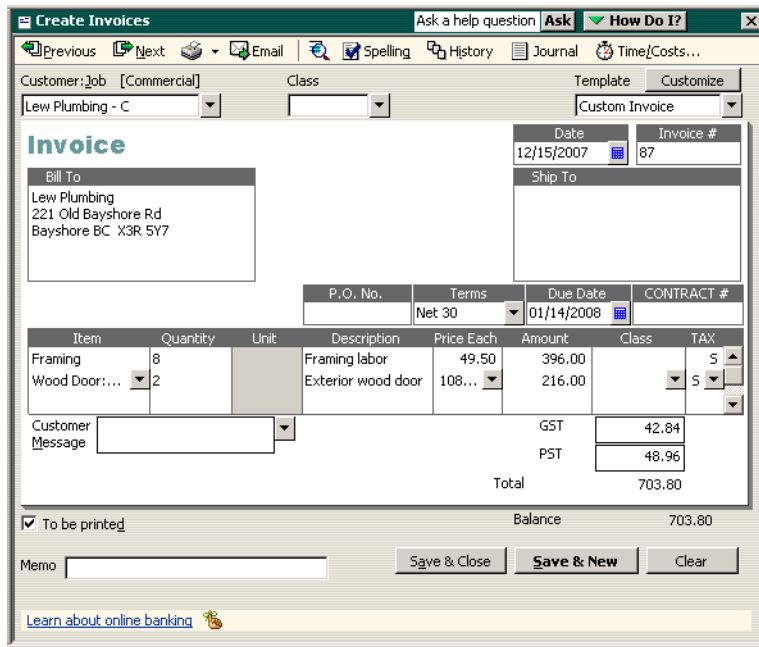 Create Invoices Ask a help question Ask How Do I?
Previous Next Email Spelling History Journal Time/Costs...
Customer:Job [Commercial] Class Template Customize
Lew Plumbing - C Custom Invoice
Invoice
Date Invoice #
12/15/2007 87
Bill To Ship To
Lew Plumbing
221 Old Bayshore Rd
Bayshore BC X3R 5Y7
P.O. No. Terms Due Date CONTRACT #
Net 30 01/14/2008
Item Quantity Unit Description Price Each Amount Class TAX
Framing 8 Framing labor 49.50 396.00 S
Wood Door:... 2 Exterior wood door 108... 216.00 S
Customer Message
GST 42.84
PST 48.96
Total 703.80
To be printed Balance 703.80
Memo Save & Close Save & New Clear
Learn about online banking